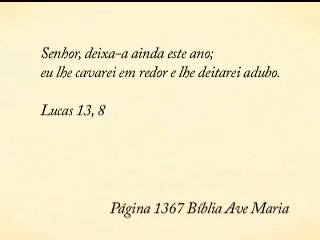 Senhor, deixa-a ainda este ano;
eu lhe cavarei em redor e lhe deitarei adubo.
Lucas 13, 8
Página 1367 Bíblia Ave Maria